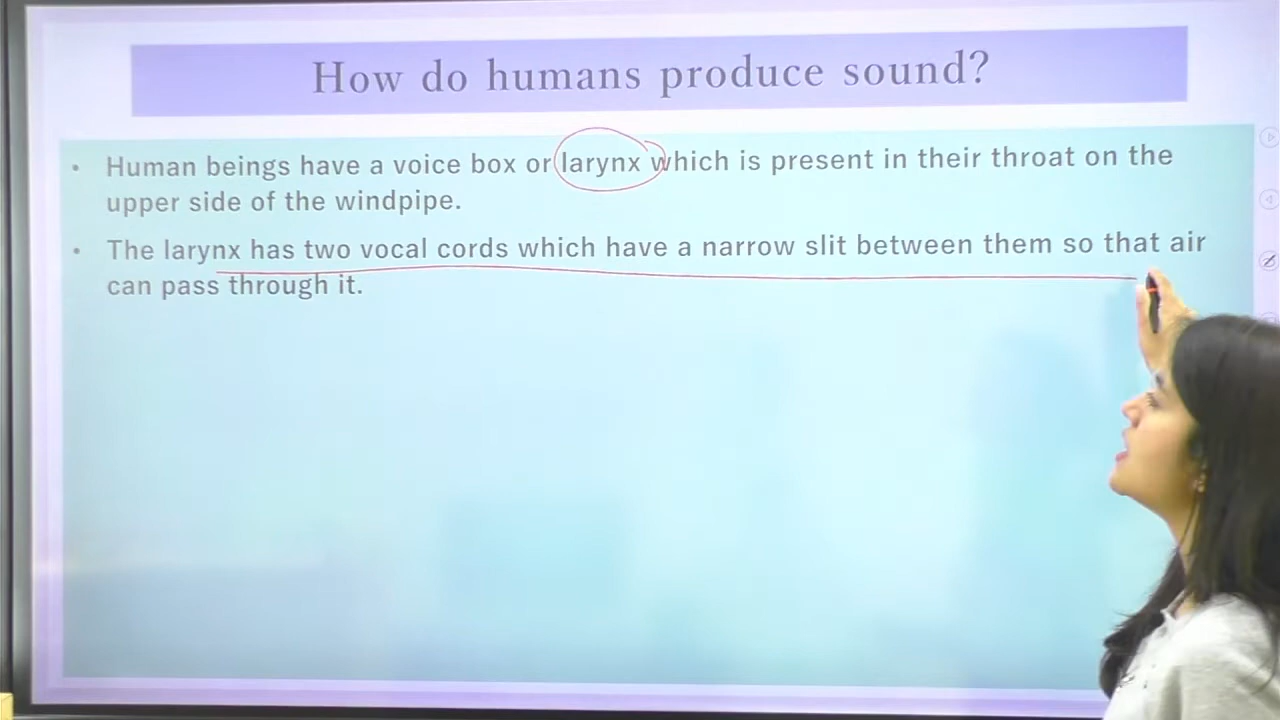 How do humans produce sound?
• Human beings have a voice box or larynx which is present in their throat on the
upper side of the windpipe.
• The larynx has two vocal cords which have a narrow slit between them so that air
can pass through it.